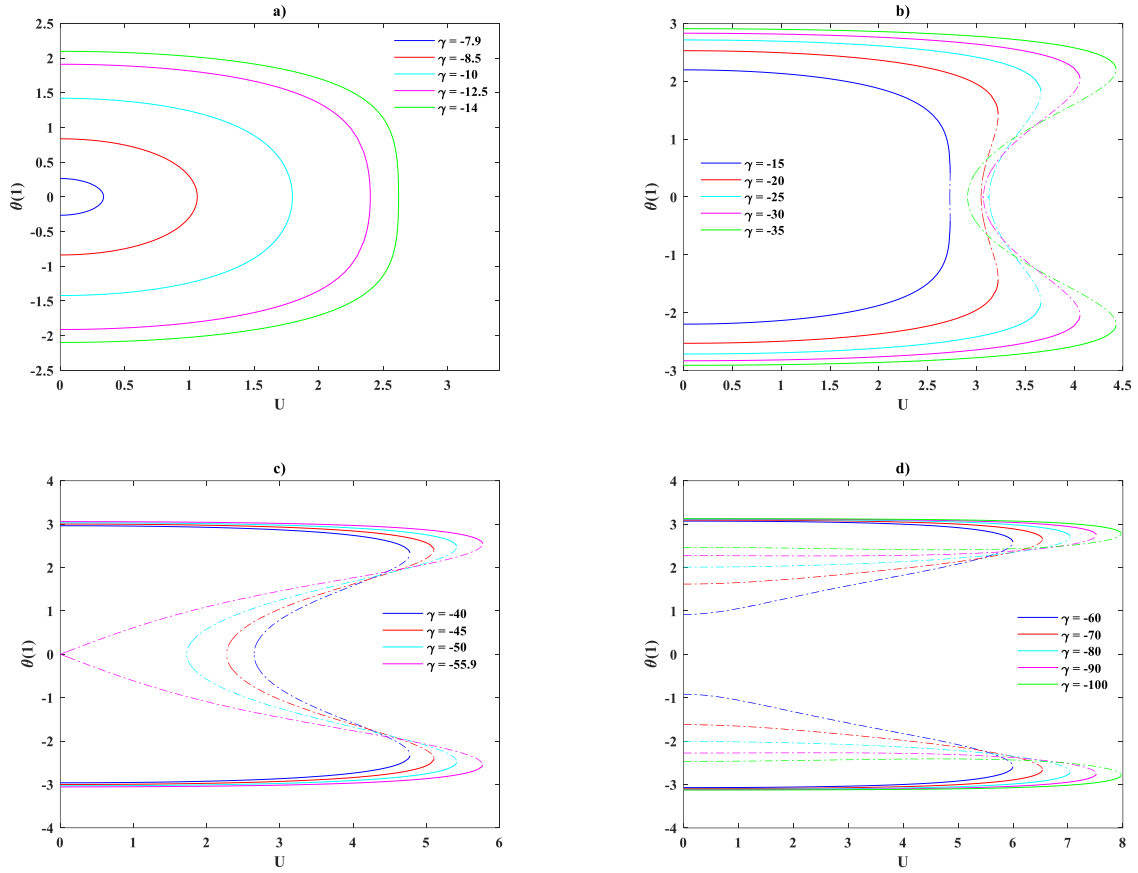 a)
2.5
2
1.5
1
0.5
0
-0.5
-1
-1.5
-2
-2.5
θ(1)
0 0.5 1 1.5 2 2.5 3
U
γ = -7.9
γ = -8.5
γ = -10
γ = -12.5
γ = -14
b)
3
2
1
0
-1
-2
-3
θ(1)
0 0.5 1 1.5 2 2.5 3 3.5 4 4.5
U
γ = -15
γ = -20
γ = -25
γ = -30
γ = -35
c)
4
3
2
1
0
-1
-2
-3
-4
θ(1)
0 1 2 3 4 5 6
U
γ = -40
γ = -45
γ = -50
γ = -55.9
d)
4
3
2
1
0
-1
-2
-3
-4
θ(1)
0 1 2 3 4 5 6 7 8
U
γ = -60
γ = -70
γ = -80
γ = -90
γ = -100